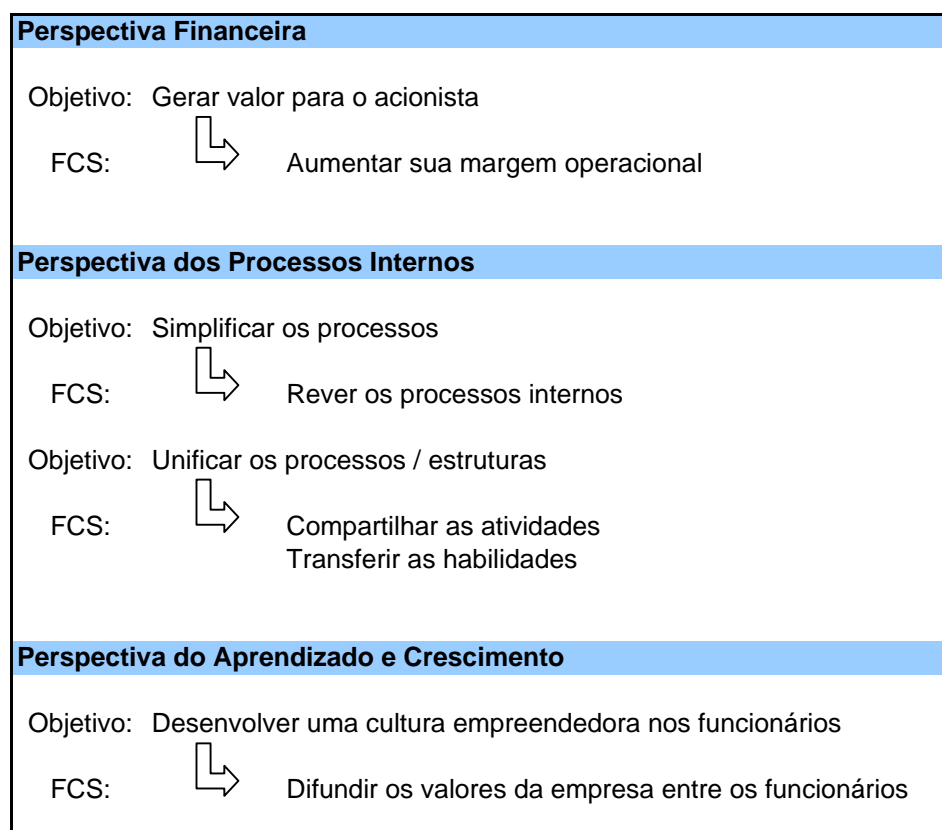 Perspectiva Financeira
Objetivo: Gerar valor para o acionista
FCS: Aumentar sua margem operacional
Perspectiva dos Processos Internos
Objetivo: Simplificar os processos
FCS: Rever os processos internos
Objetivo: Unificar os processos / estruturas
FCS: Compartilhar as atividades
Transferir as habilidades
Perspectiva do Aprendizado e Crescimento
Objetivo: Desenvolver uma cultura empreendedora nos funcionários
FCS: Difundir os valores da empresa entre os funcionários